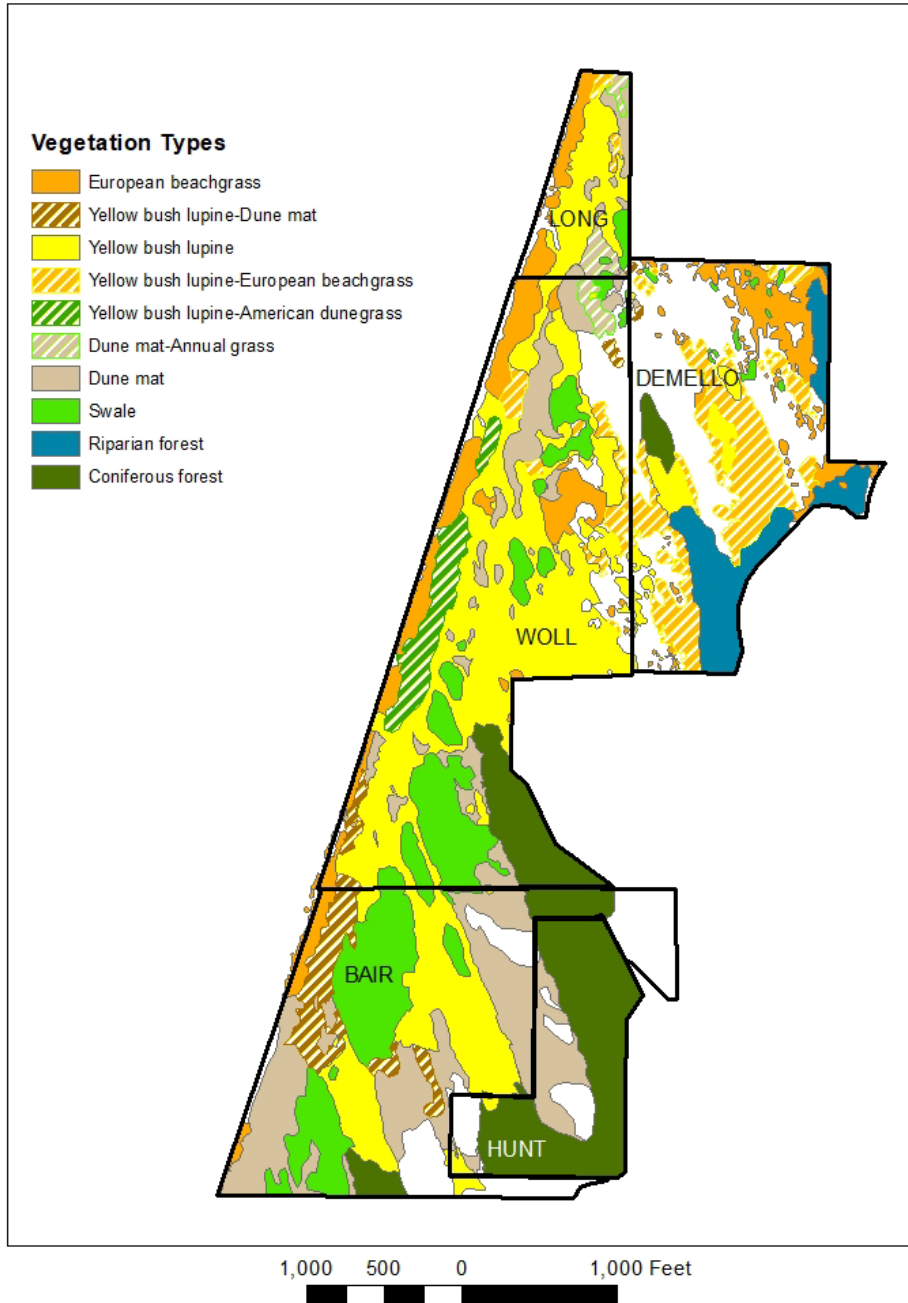 Vegetation Types
European beachgrass
Yellow bush lupine-Dune mat
Yellow bush lupine
Yellow bush lupine-European beachgrass
Yellow bush lupine-American dunegrass
Dune mat-Annual grass
Dune mat
Swale
Riparian forest
Coniferous forest
LONG
DEMELLO
WOLL
BAIR
HUNT
1,000 500 0 1,000 Feet